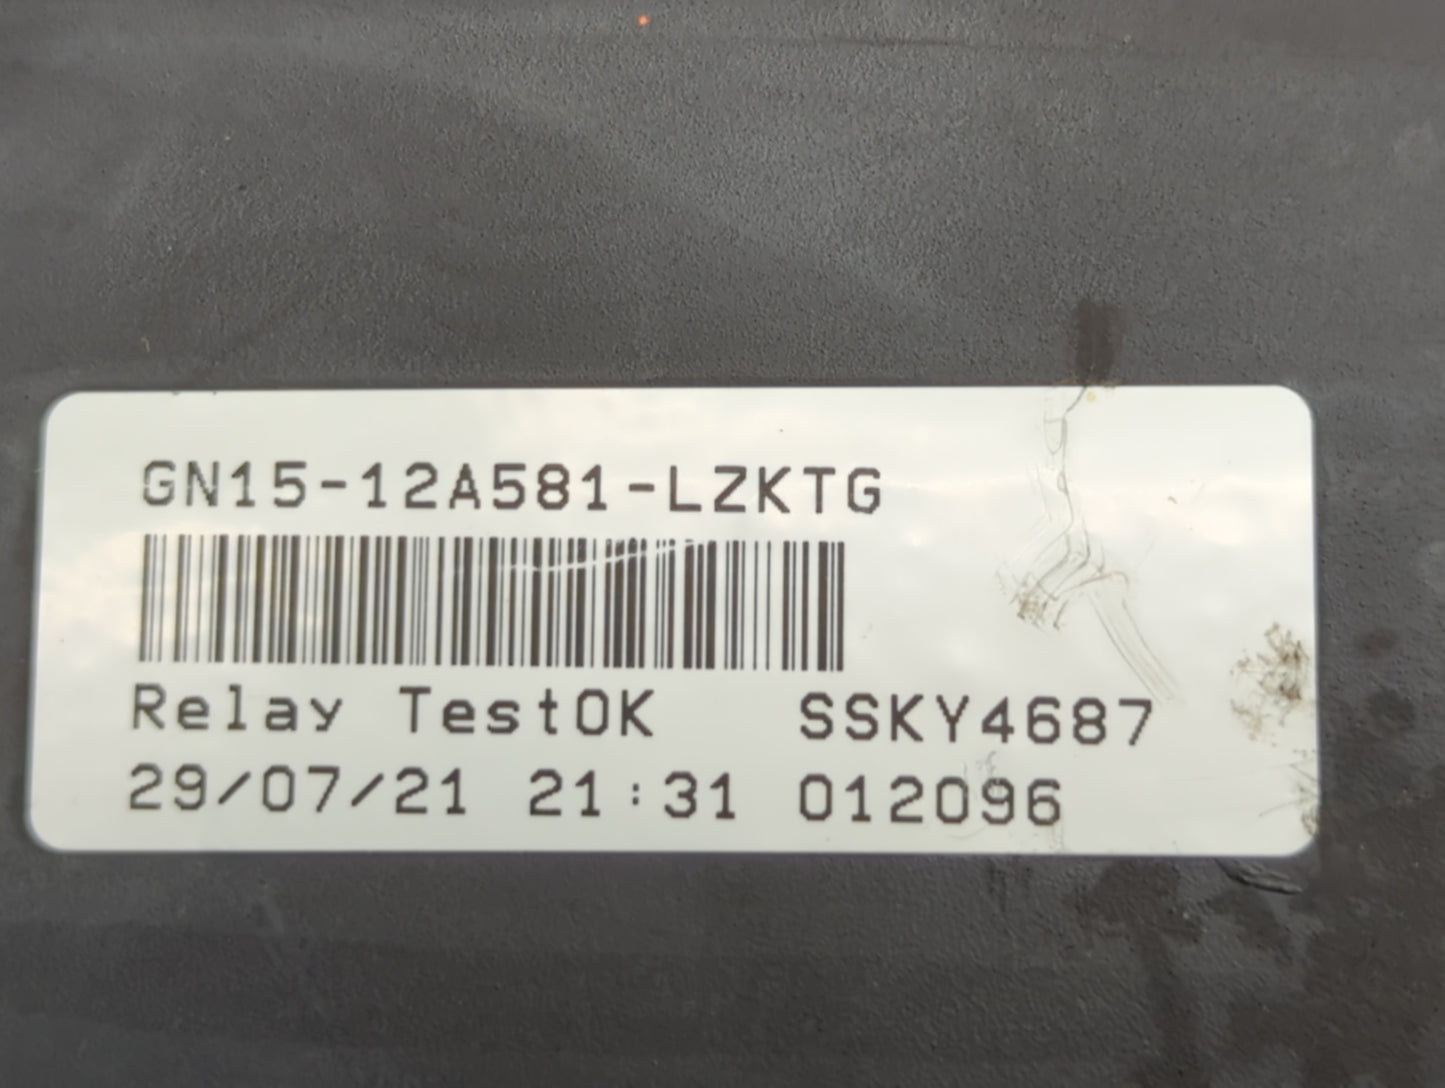 GN15-12A581-LZKTG
Relay TestOK SSKY4687
29/07/21 21:31 012096